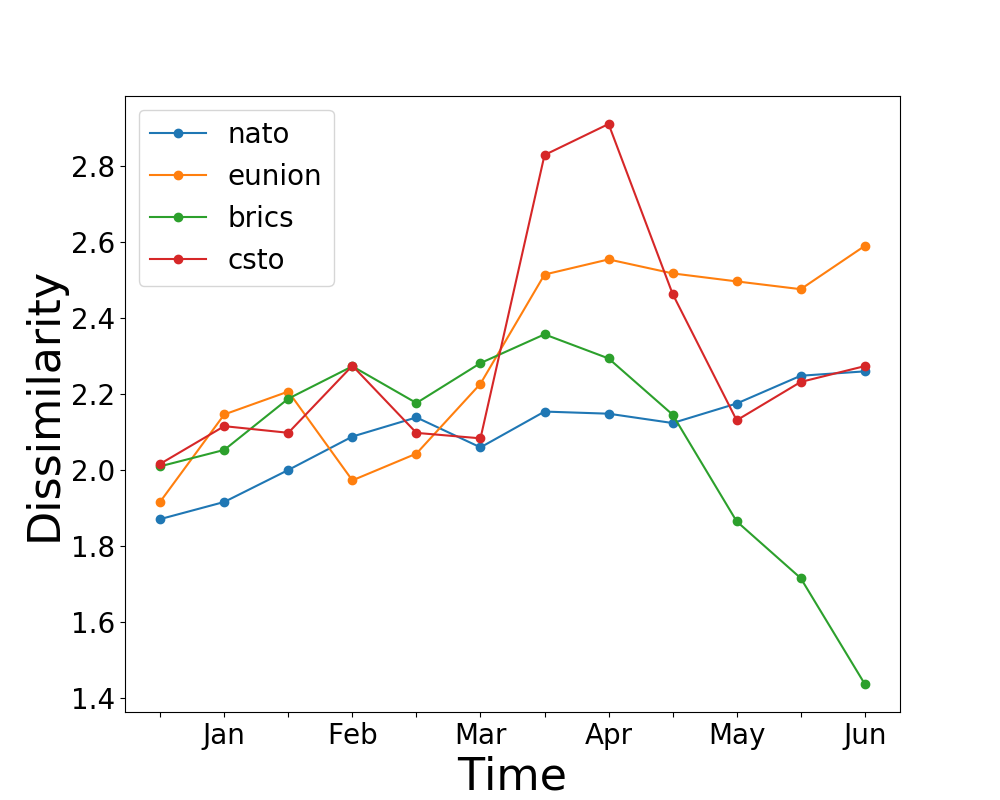 nato
eunion
brics
csto
Dissimilarity
2.8
2.6
2.4
2.2
2.0
1.8
1.6
1.4
Jan Feb Mar Apr May Jun
Time